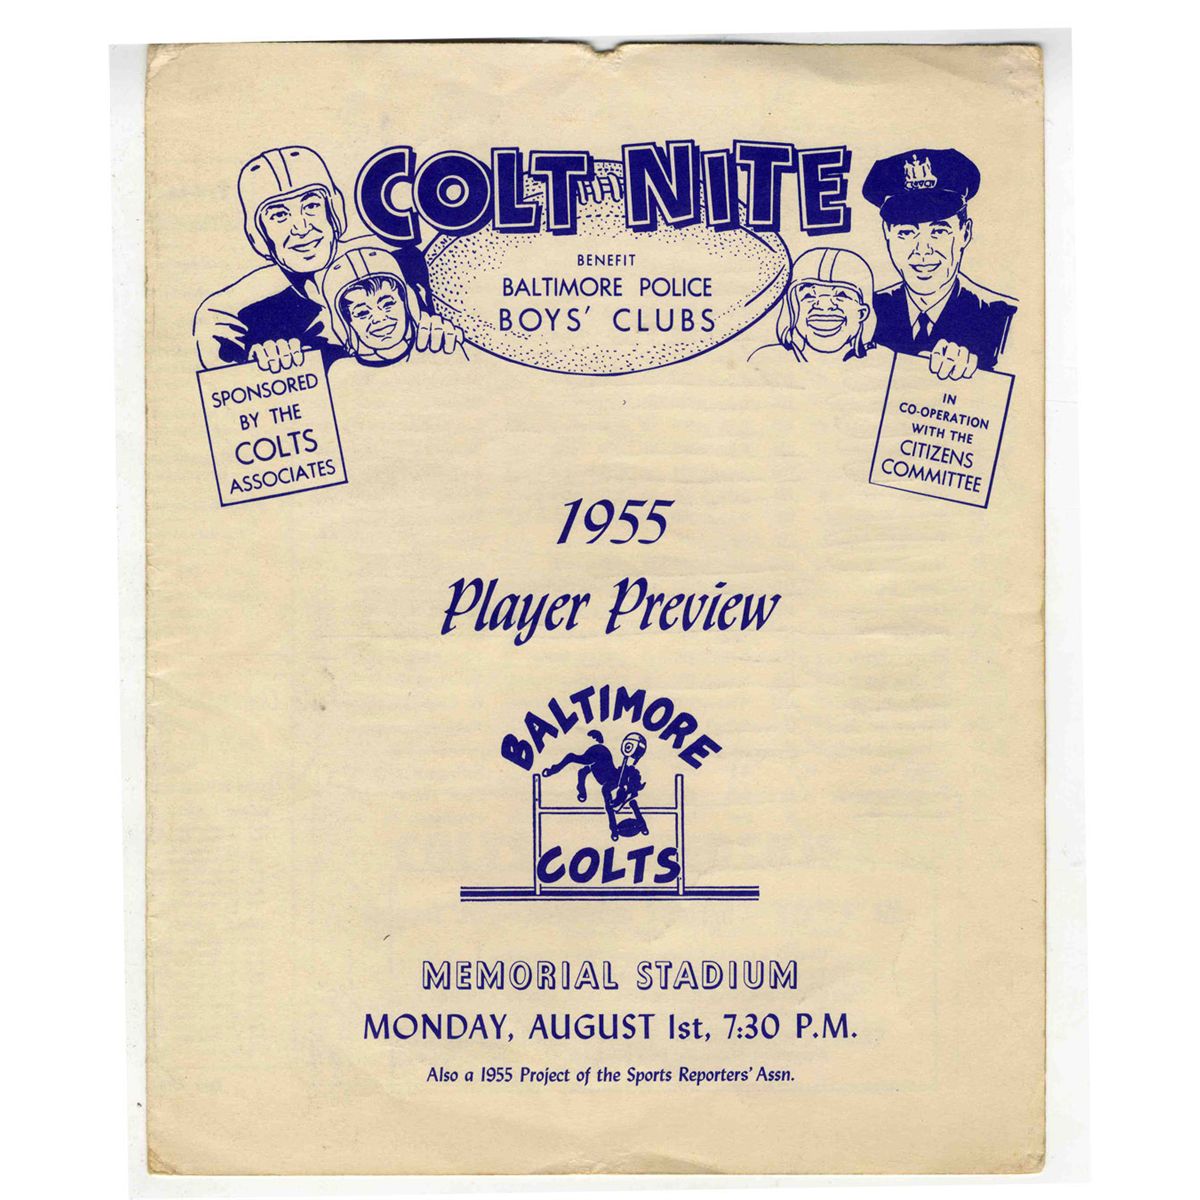 COLT NITE
BENEFIT
BALTIMORE POLICE
BOYS' CLUBS
SPONSORED
BY THE
COLTS
ASSOCIATES
IN
CO-OPERATION
WITH THE
CITIZENS
COMMITTEE
1955
Player Preview
BALTIMORE
COLTS
MEMORIAL STADIUM
MONDAY, AUGUST 1st, 7:30 P.M.
Also a 1955 Project of the Sports Reporters' Assn.